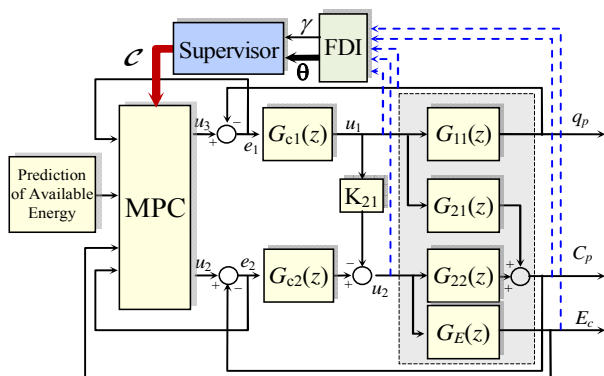 Supervisor
γ
θ
FDI
C
u3
+
−
e1
Gc1(z)
u1
G11(z)
qp
Prediction
of Available
Energy
MPC
K21
G21(z)
u2
+
−
e2
Gc2(z)
−
+
u2
G22(z)
+
+
Cp
GE(z)
Ec